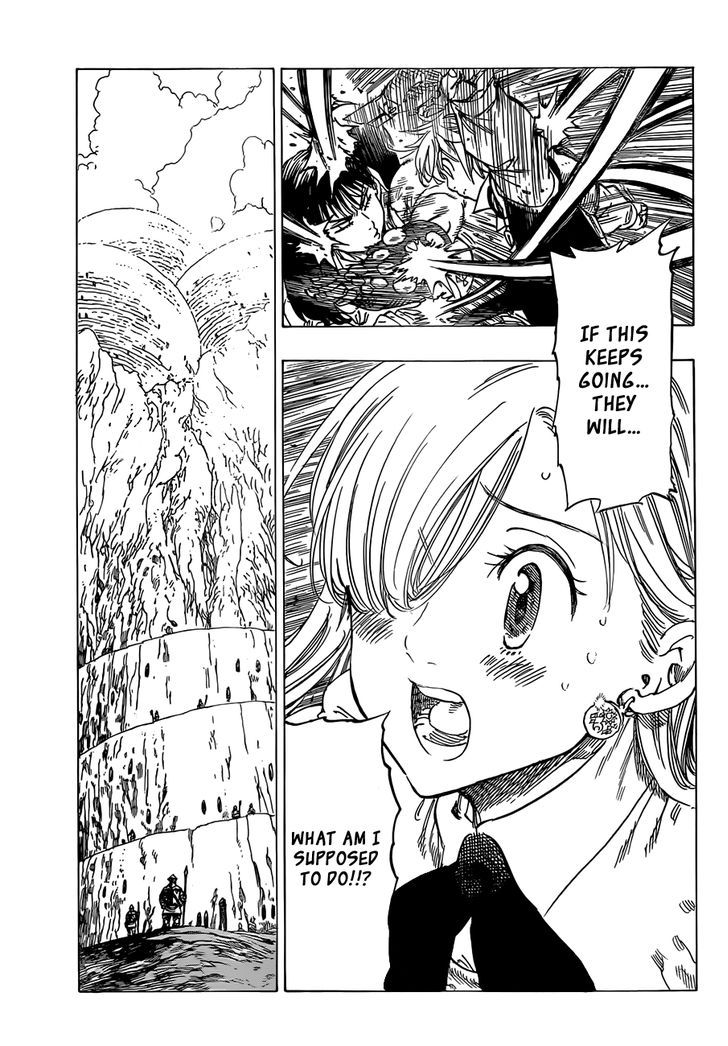 IF THIS
KEEPS
GOING...
THEY
WILL...
WHAT AM I
SUPPOSED
TO DO!!?